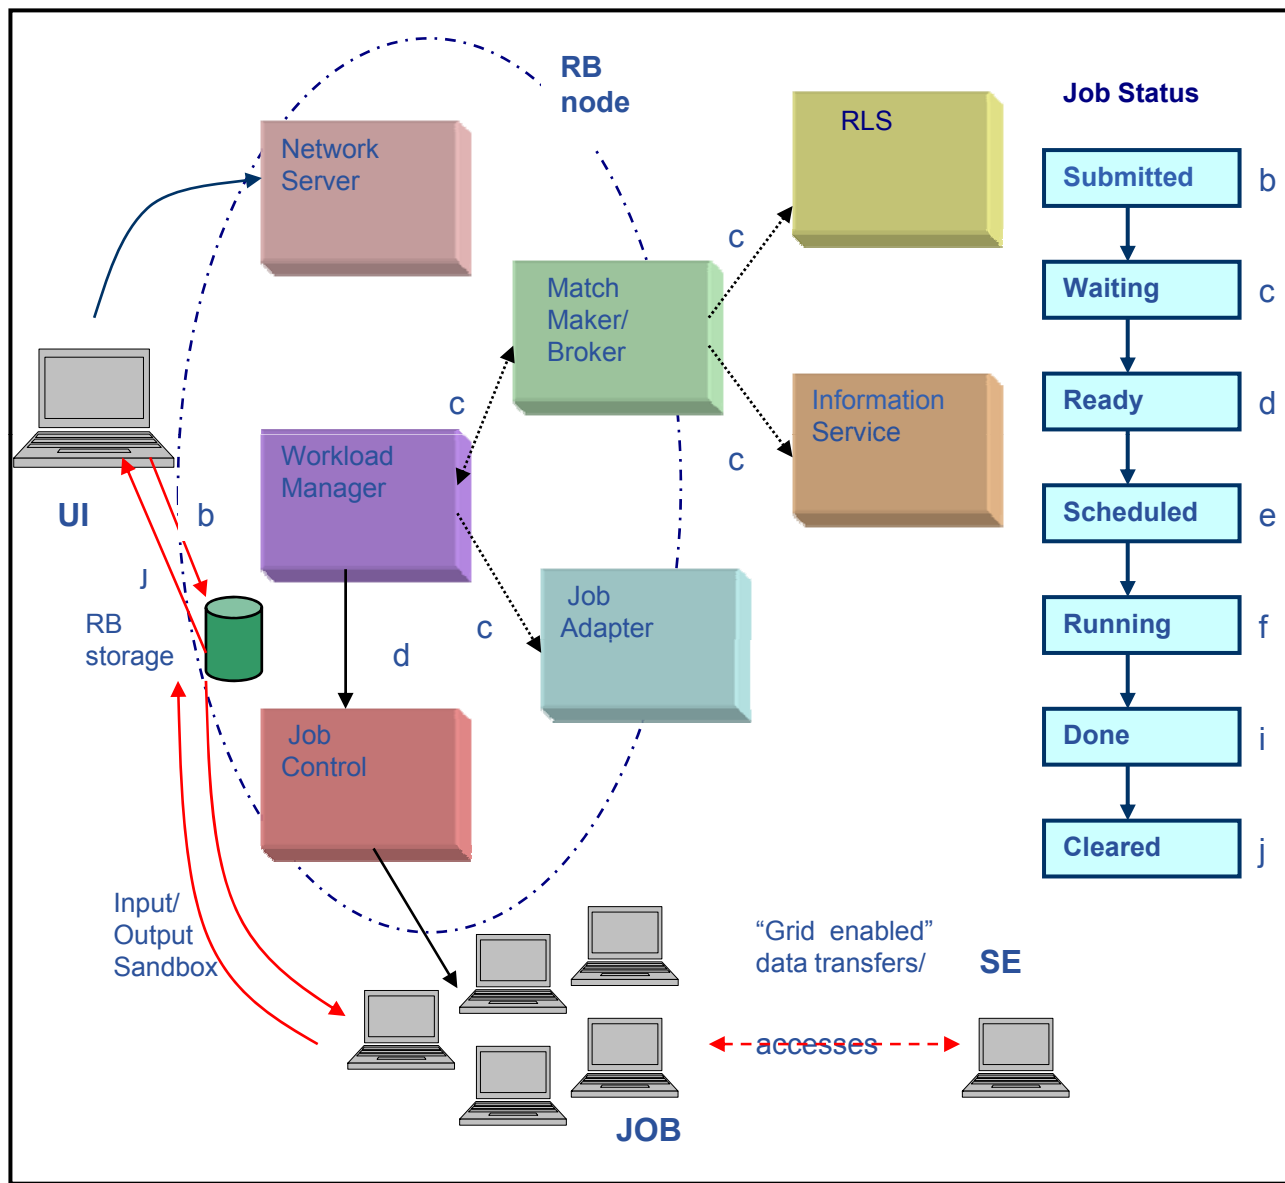 RB
node
Network
Server
RLS
Job Status
Submitted
b
c
Match
Maker/
Broker
Waiting
c
c
Information
Service
Ready
d
c
Workload
Manager
UI
b
Scheduled
e
J
RB
storage
c
d
Job
Adapter
Running
f
Job
Control
Done
i
Cleared
j
Input/
Output
Sandbox
“Grid enabled”
data transfers/
accesses
SE
JOB